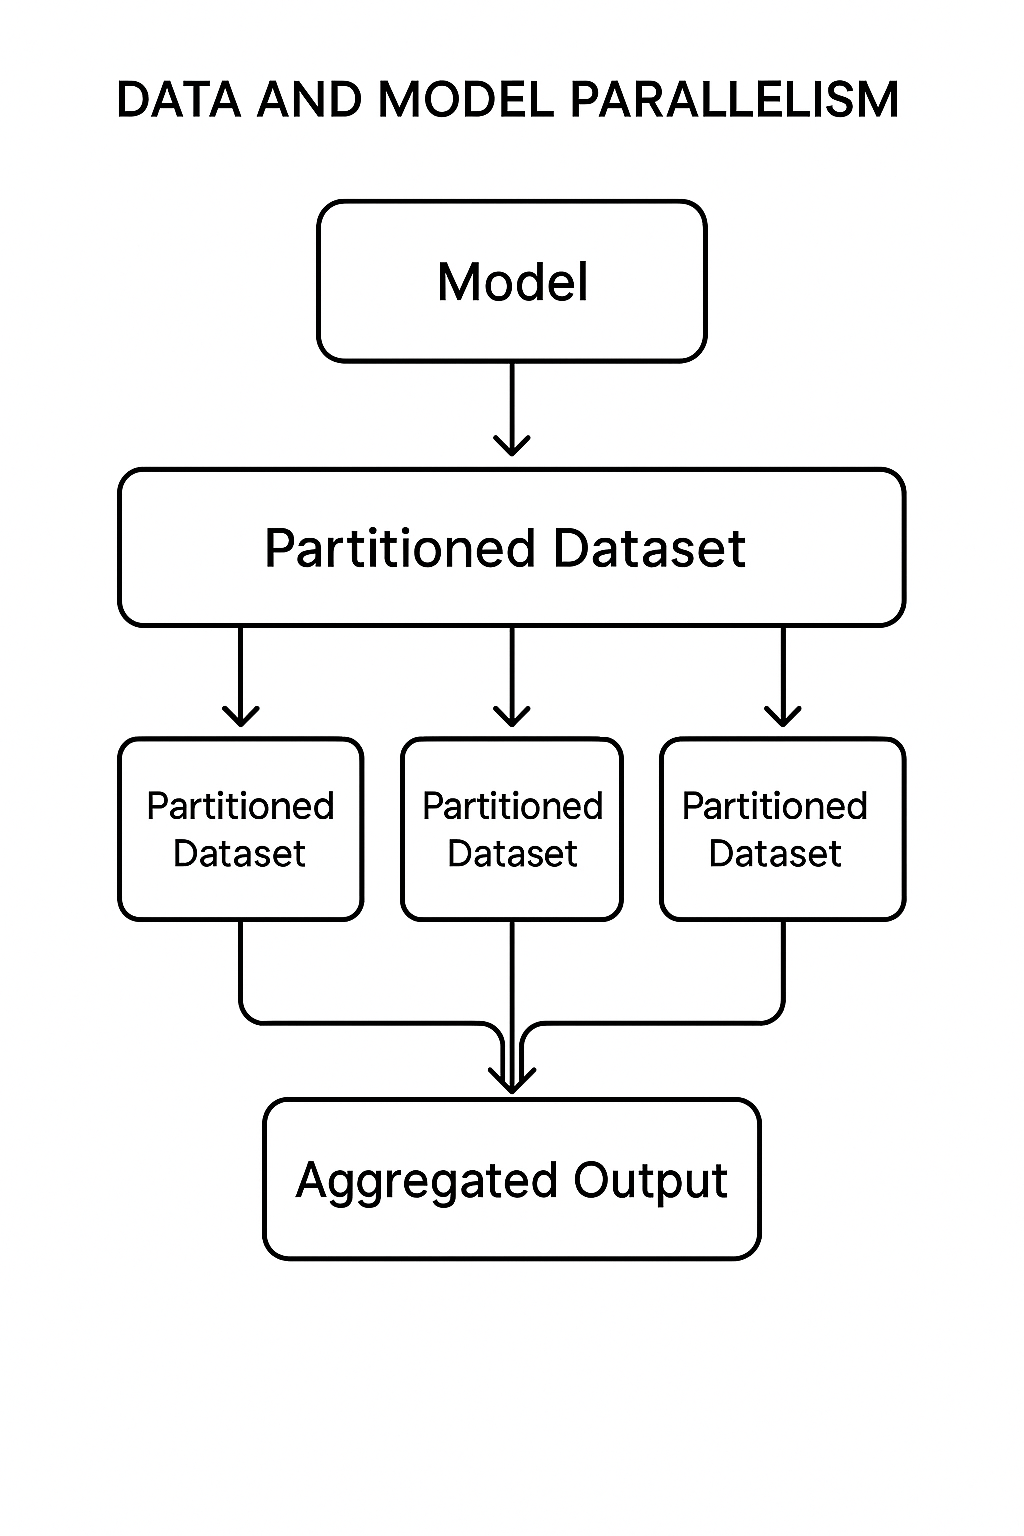 DATA AND MODEL PARALLELISM
Model
Partitioned Dataset
Partitioned
Dataset
Partitioned
Dataset
Partitioned
Dataset
Aggregated Output